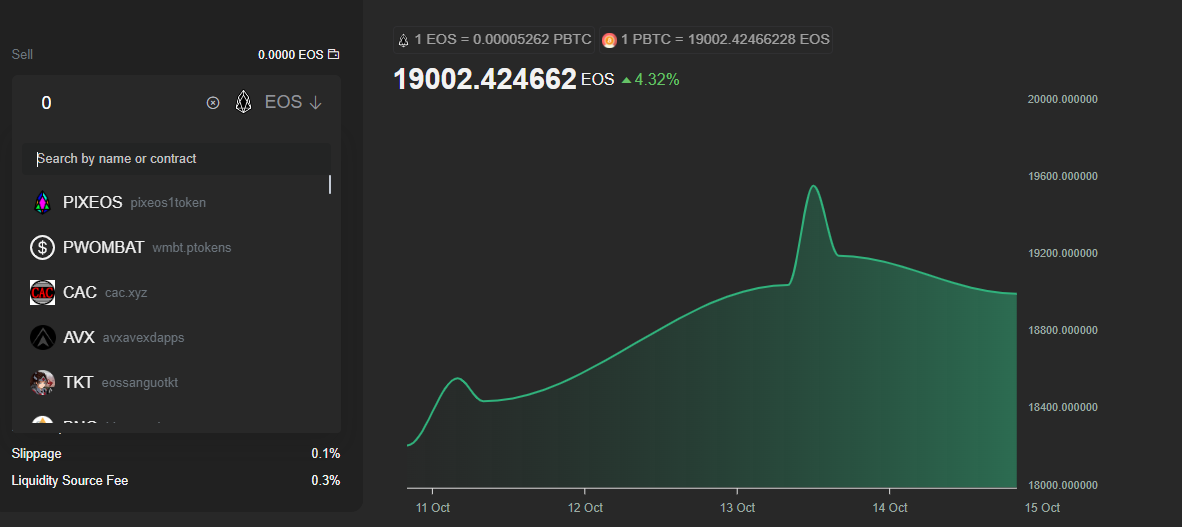 Sell 0.0000 EOS
0 EOS
Search by name or contract
PIXEOS pixeos1token
$ PWOMBAT wmbt.ptokens
CAC CAC cac.xyz
AVX avxavexdapps
TKT eossanguotkt
Slippage 0.1%
Liquidity Source Fee 0.3%
1 EOS = 0.00005262 PBTC 1 PBTC = 19002.42466228 EOS
19002.424662 EOS 4.32%
20000.000000
19600.000000
19200.000000
18800.000000
18400.000000
18000.000000
11 Oct 12 Oct 13 Oct 14 Oct 15 Oct